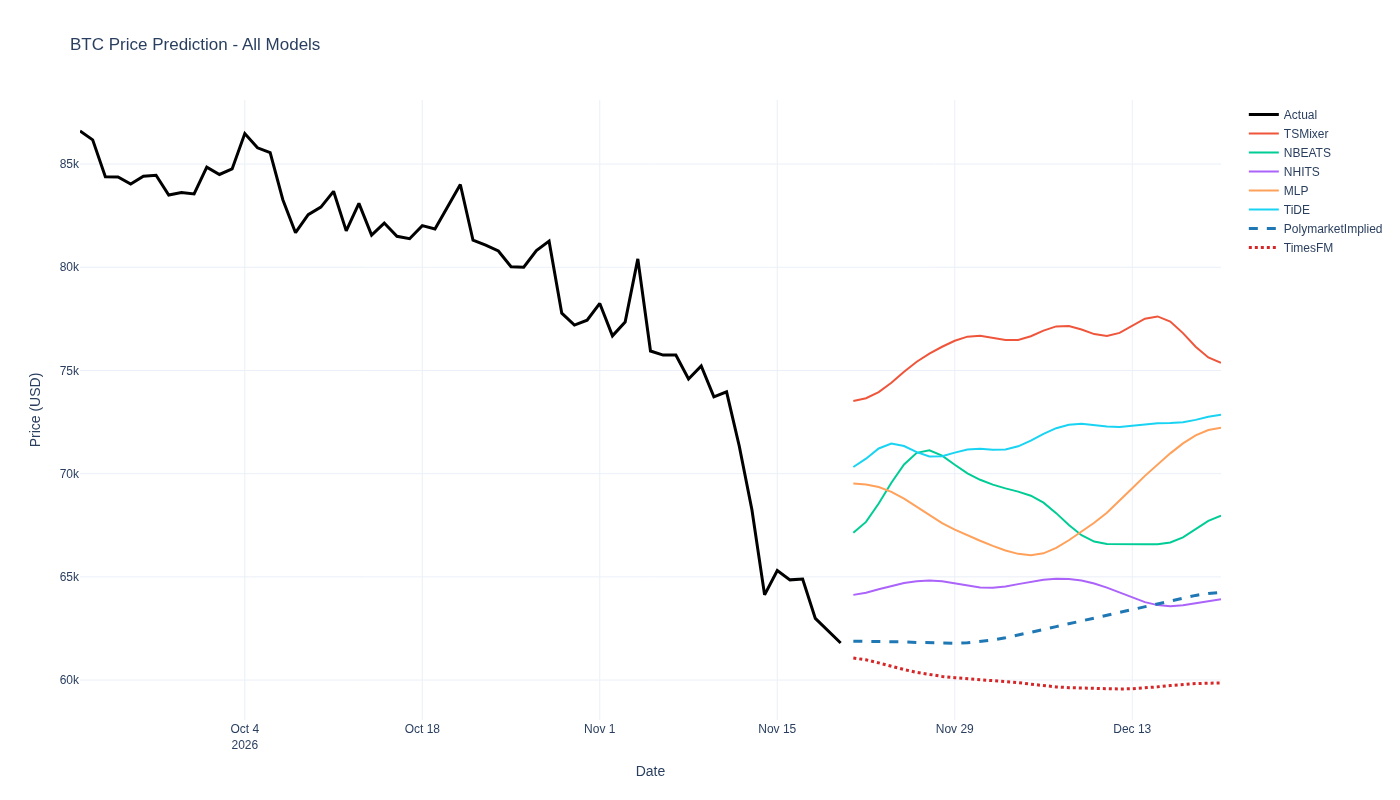 BTC Price Prediction - All Models
Actual
TSMixer
NBEATS
NHITS
MLP
TiDE
PolymarketImplied
TimesFM
85k
80k
75k
70k
65k
60k
Price (USD)
Oct 4
2026
Oct 18
Nov 1
Nov 15
Nov 29
Dec 13
Date